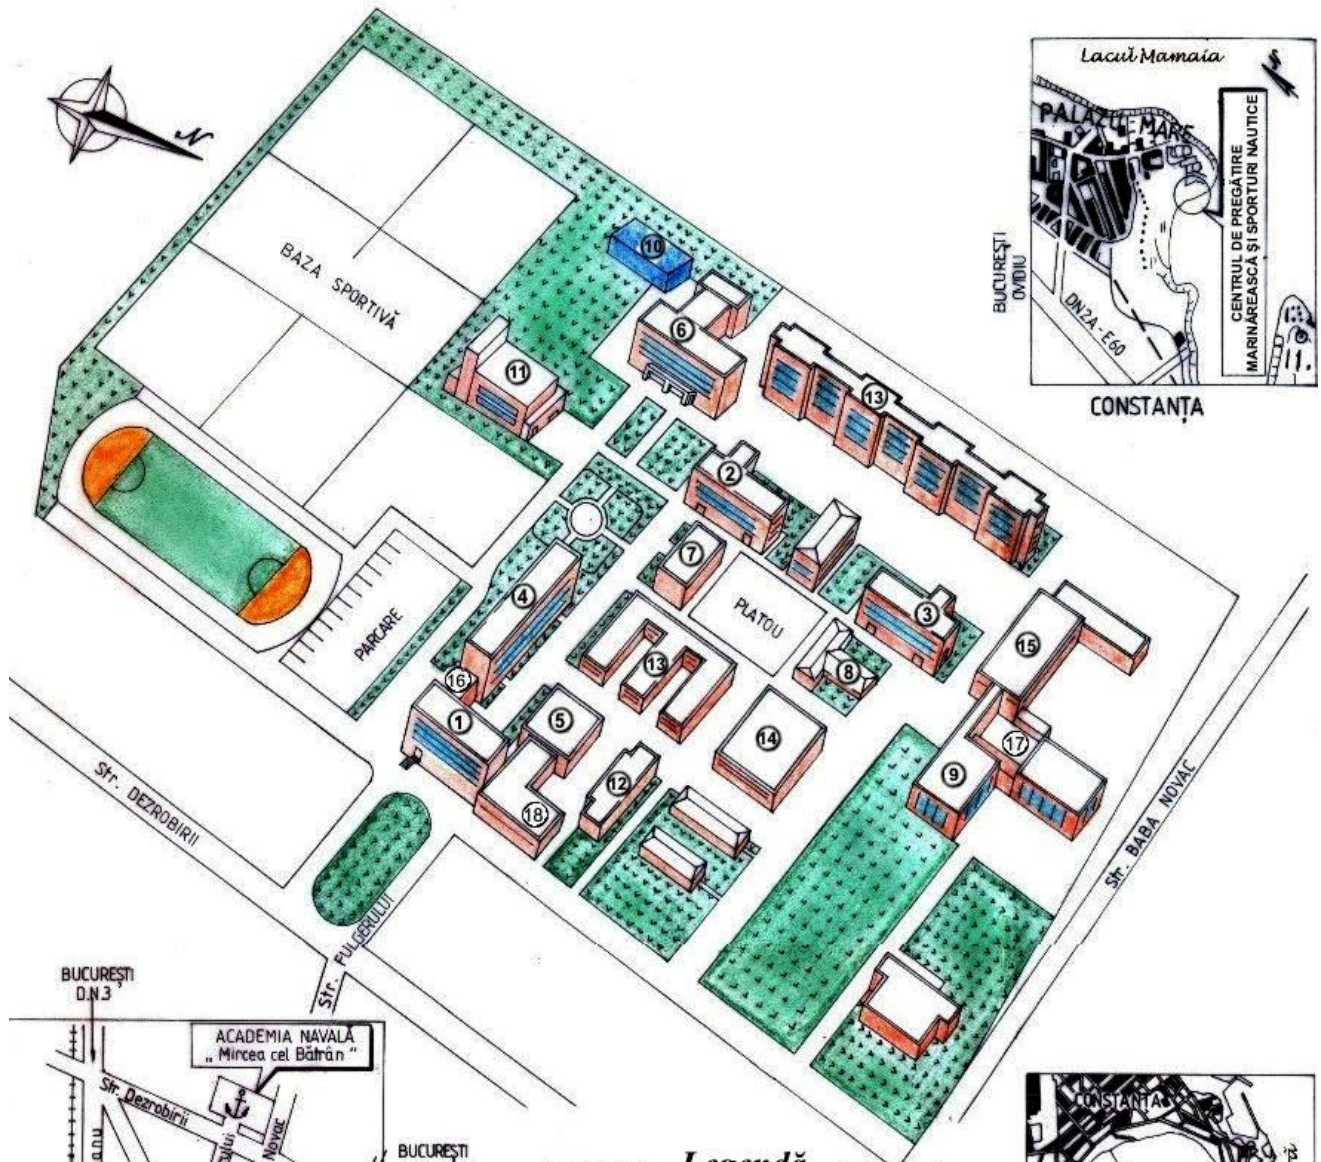 N
BAZA SPORTIVĂ
PARCARE
PLATOU
10
6
11
13
2
7
4
3
15
13
8
16
1
5
14
17
9
12
18
Str. DEZROBIRII
Str. FULGERULUI
Str. BABA NOVAC
Lacul Mamaia
PALAZU MARE
CENTRUL DE PREGĂTIRE
MARINĂREASCĂ ȘI SPORTURI NAUTICE
BUCUREȘTI
OVIDIU
DN2A - E60
CONSTANȚA
BUCUREȘTI
D.N.3
ACADEMIA NAVALĂ
„ Mircea cel Bătrân "
Str. Dezrobirii
Novac
BUCUREȘTI
Legendă
CONSTANȚA